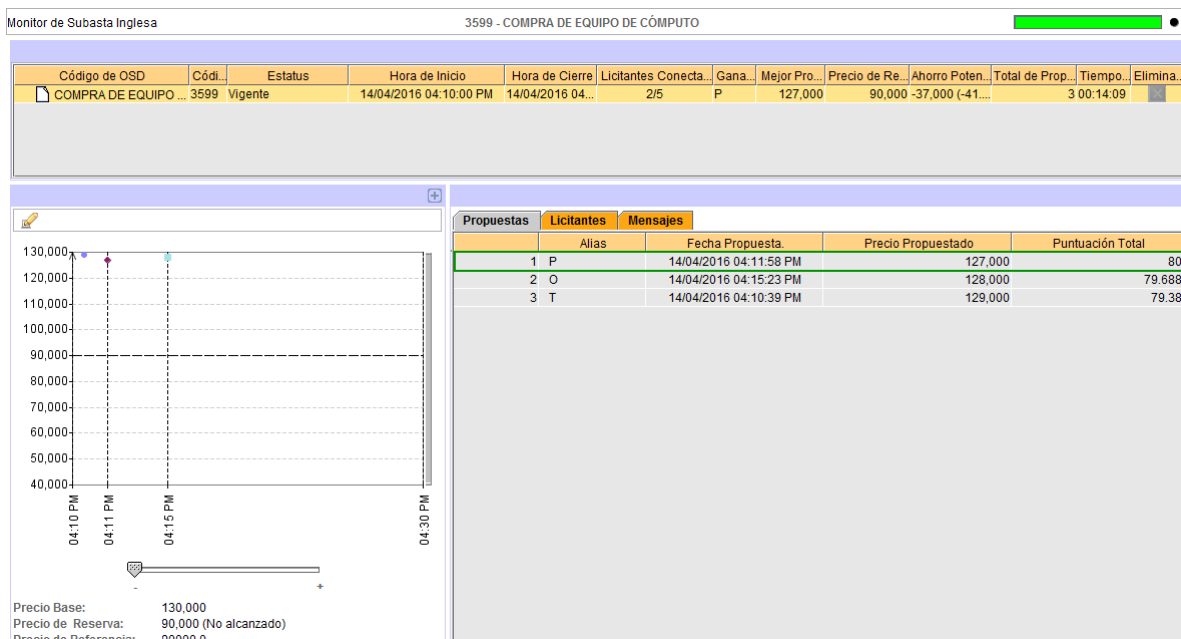 Monitor de Subasta Inglesa
3599 - COMPRA DE EQUIPO DE CÓMPUTO
Código de OSD Códi... Estatus Hora de Inicio Hora de Cierre Licitantes Conecta... Gana... Mejor Pro... Precio de Re... Ahorro Poten... Total de Prop... Tiempo... Elimina...
COMPRA DE EQUIPO ... 3599 Vigente 14/04/2016 04:10:00 PM 14/04/2016 04... 2/5 P 127,000 90,000 -37,000 (-41.... 3 00:14:09
130,000
120,000
110,000
100,000
90,000
80,000
70,000
60,000
50,000
40,000
04:10 PM
04:11 PM
04:15 PM
04:30 PM
- +
Precio Base: 130,000
Precio de Reserva: 90,000 (No alcanzado)
Precio de Referencia: 90000.0
Propuestas Licitantes Mensajes
Alias Fecha Propuesta. Precio Propuestado Puntuación Total
1 P 14/04/2016 04:11:58 PM 127,000 80
2 O 14/04/2016 04:15:23 PM 128,000 79.688
3 T 14/04/2016 04:10:39 PM 129,000 79.38